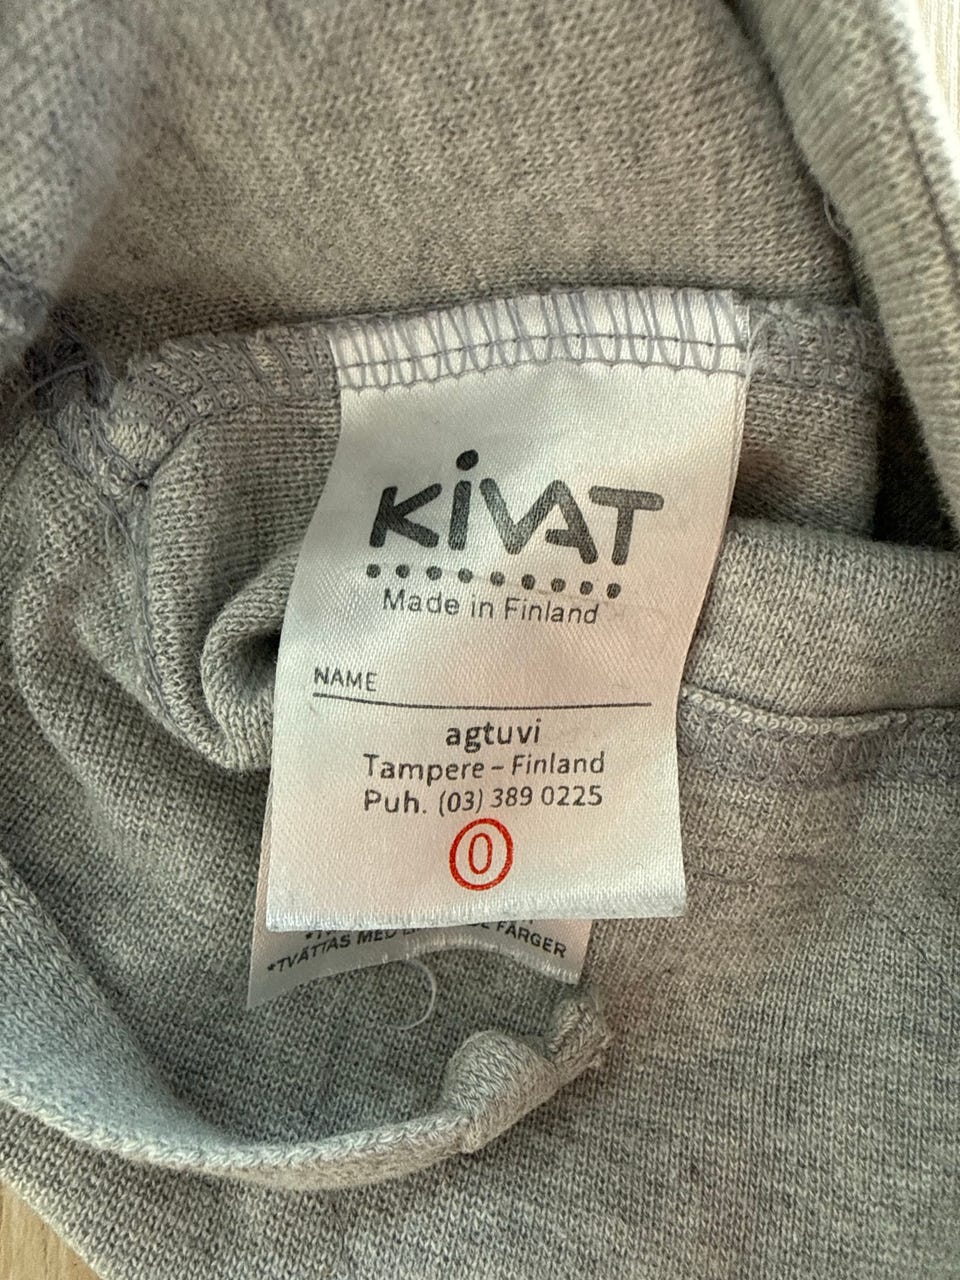 KiVAT
Made in Finland
NAME
agtuvi
Tampere – Finland
Puh. (03) 389 0225
0
*TVÄTTAS MED FÄRGER